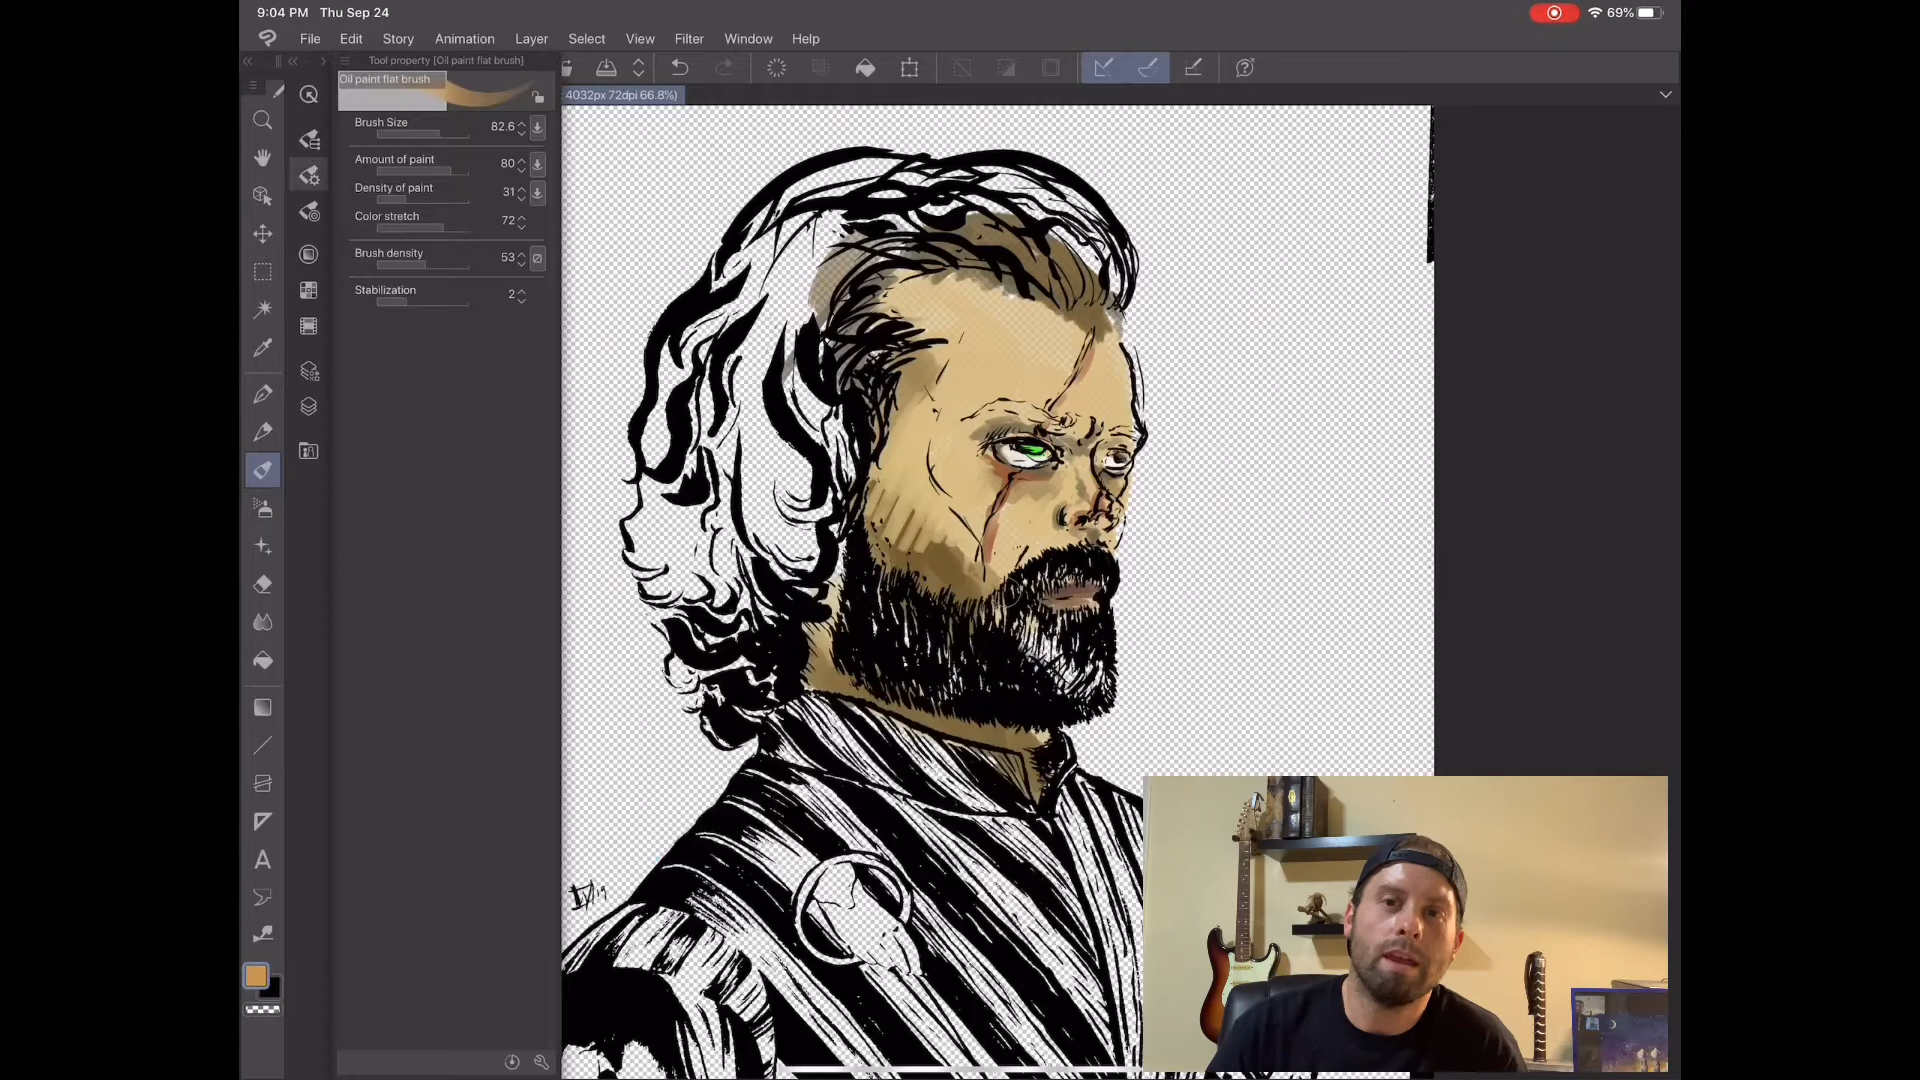 9:04 PM Thu Sep 24
69%
File Edit Story Animation Layer Select View Filter Window Help
Tool property [Oil paint flat brush]
Oil paint flat brush
4032px 72dpi 66.8%)
Brush Size 82.6
Amount of paint 80
Density of paint 31
Color stretch 72
Brush density 53
Stabilization 2
A